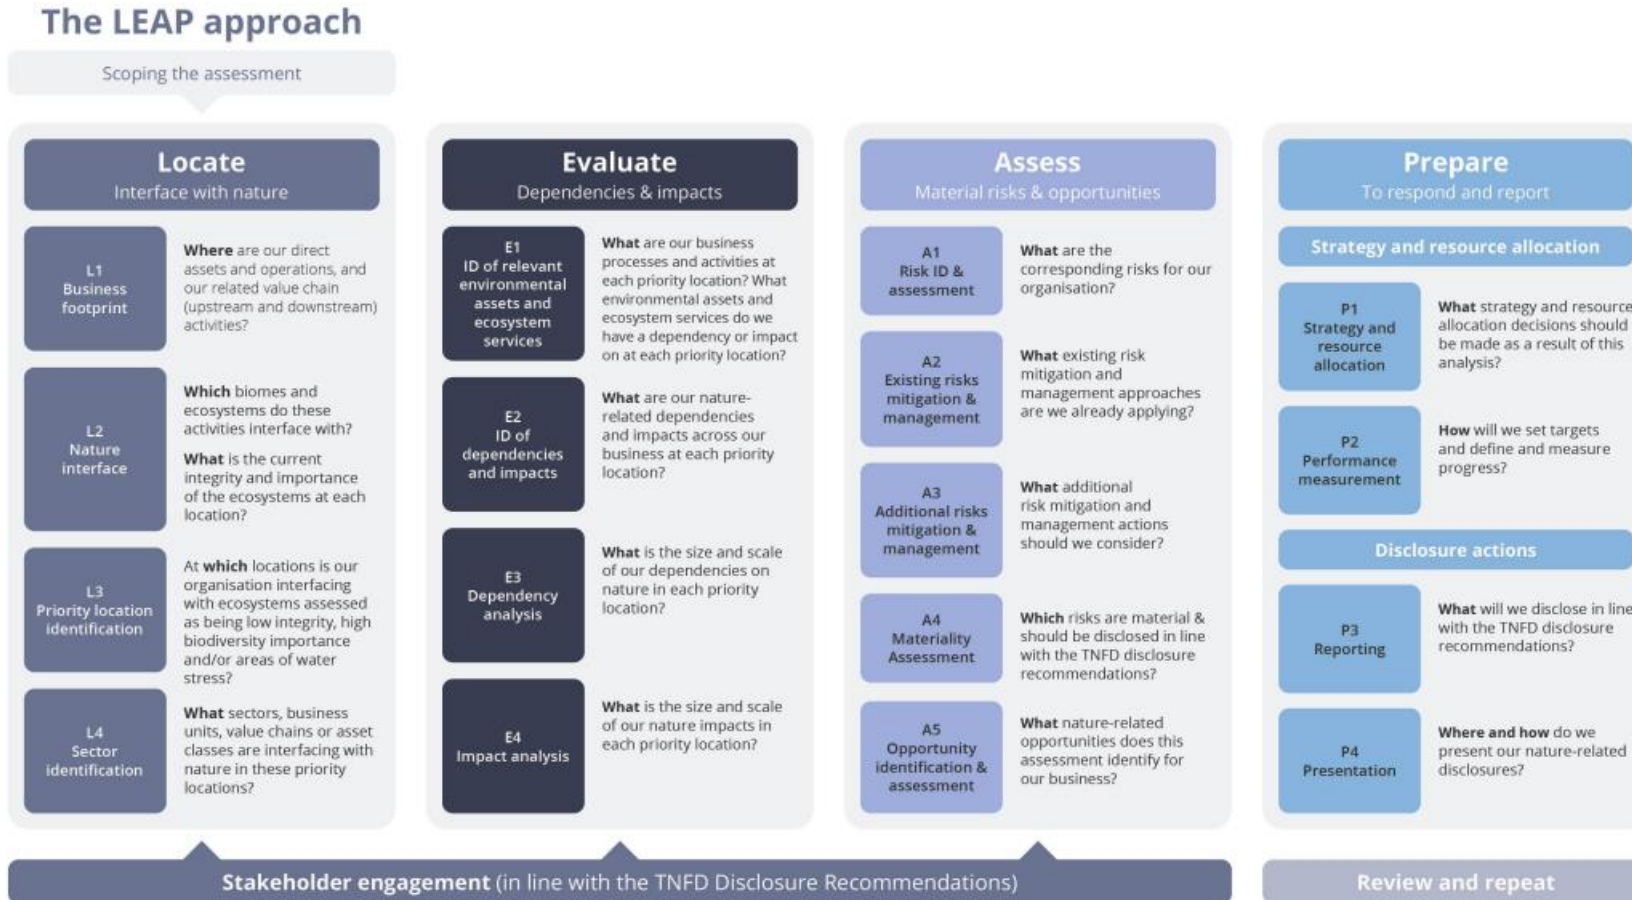 The LEAP approach
Scoping the assessment
Locate
Interface with nature
L1
Business
footprint
Where are our direct
assets and operations, and
our related value chain
(upstream and downstream)
activities?
L2
Nature
interface
Which biomes and
ecosystems do these
activities interface with?
What is the current
integrity and importance
of the ecosystems at each
location?
L3
Priority location
identification
At which locations is our
organisation interfacing
with ecosystems assessed
as being low integrity, high
biodiversity importance
and/or areas of water
stress?
L4
Sector
identification
What sectors, business
units, value chains or asset
classes are interfacing with
nature in these priority
locations?
Evaluate
Dependencies & impacts
E1
ID of relevant
environmental
assets and
ecosystem
services
What are our business
processes and activities at
each priority location? What
environmental assets and
ecosystem services do we
have a dependency or impact
on at each priority location?
E2
ID of
dependencies
and impacts
What are our nature-
related dependencies
and impacts across our
business at each priority
location?
E3
Dependency
analysis
What is the size and scale
of our dependencies on
nature in each priority
location?
E4
Impact analysis
What is the size and scale
of our nature impacts in
each priority location?
Assess
Material risks & opportunities
A1
Risk ID &
assessment
What are the
corresponding risks for our
organisation?
A2
Existing risks
mitigation &
management
What existing risk
mitigation and
management approaches
are we already applying?
A3
Additional risks
mitigation &
management
What additional
risk mitigation and
management actions
should we consider?
A4
Materiality
Assessment
Which risks are material &
should be disclosed in line
with the TNFD disclosure
recommendations?
A5
Opportunity
identification &
assessment
What nature-related
opportunities does this
assessment identify for
our business?
Prepare
To respond and report
Strategy and resource allocation
P1
Strategy and
resource
allocation
What strategy and resource
allocation decisions should
be made as a result of this
analysis?
P2
Performance
measurement
How will we set targets
and define and measure
progress?
Disclosure actions
P3
Reporting
What will we disclose in line
with the TNFD disclosure
recommendations?
P4
Presentation
Where and how do we
present our nature-related
disclosures?
Stakeholder engagement (in line with the TNFD Disclosure Recommendations)
Review and repeat